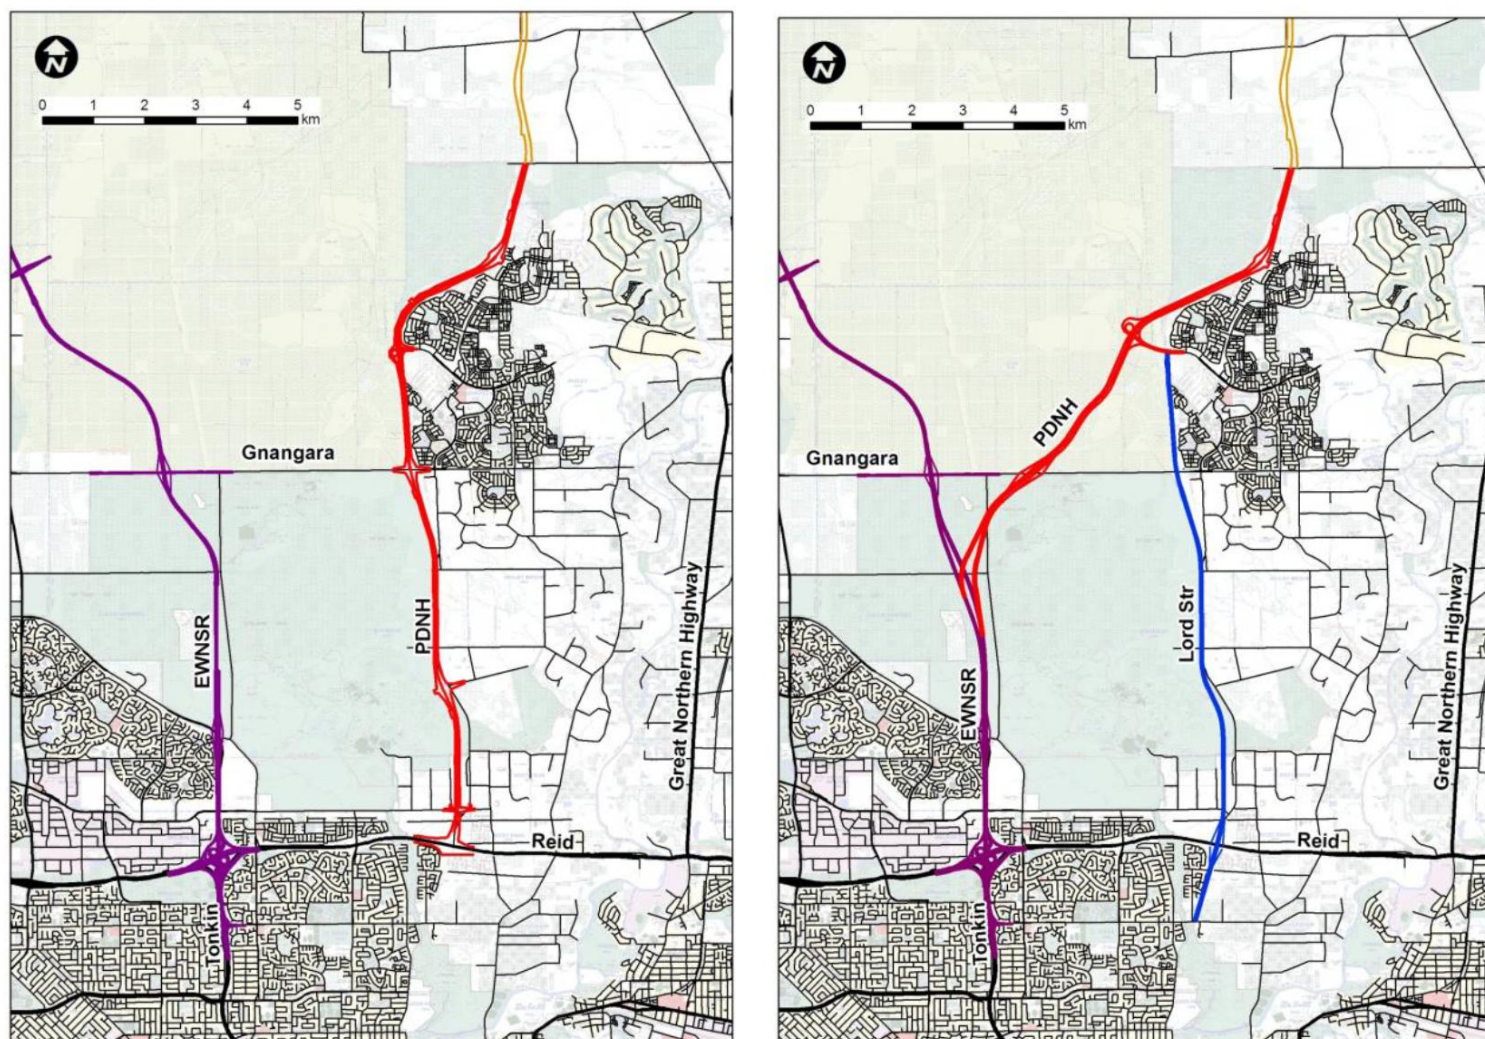 N
0 1 2 3 4 5
km
Gnangara
EWNSR
PDNH
Great Northern Highway
Reid
Tonkin
N
0 1 2 3 4 5
km
PDNH
Gnangara
Lord Str
EWNSR
Great Northern Highway
Reid
Tonkin